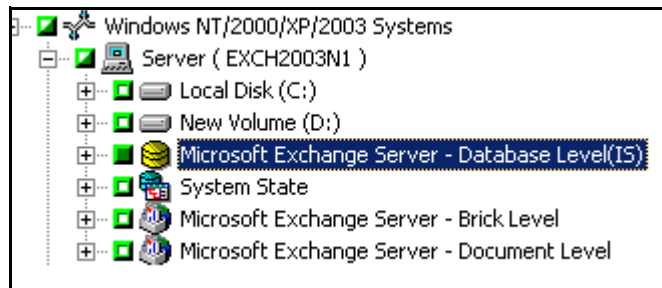 Windows NT/2000/XP/2003 Systems
Server ( EXCH2003N1 )
Local Disk (C:)
New Volume (D:)
Microsoft Exchange Server - Database Level(IS)
System State
Microsoft Exchange Server - Brick Level
Microsoft Exchange Server - Document Level